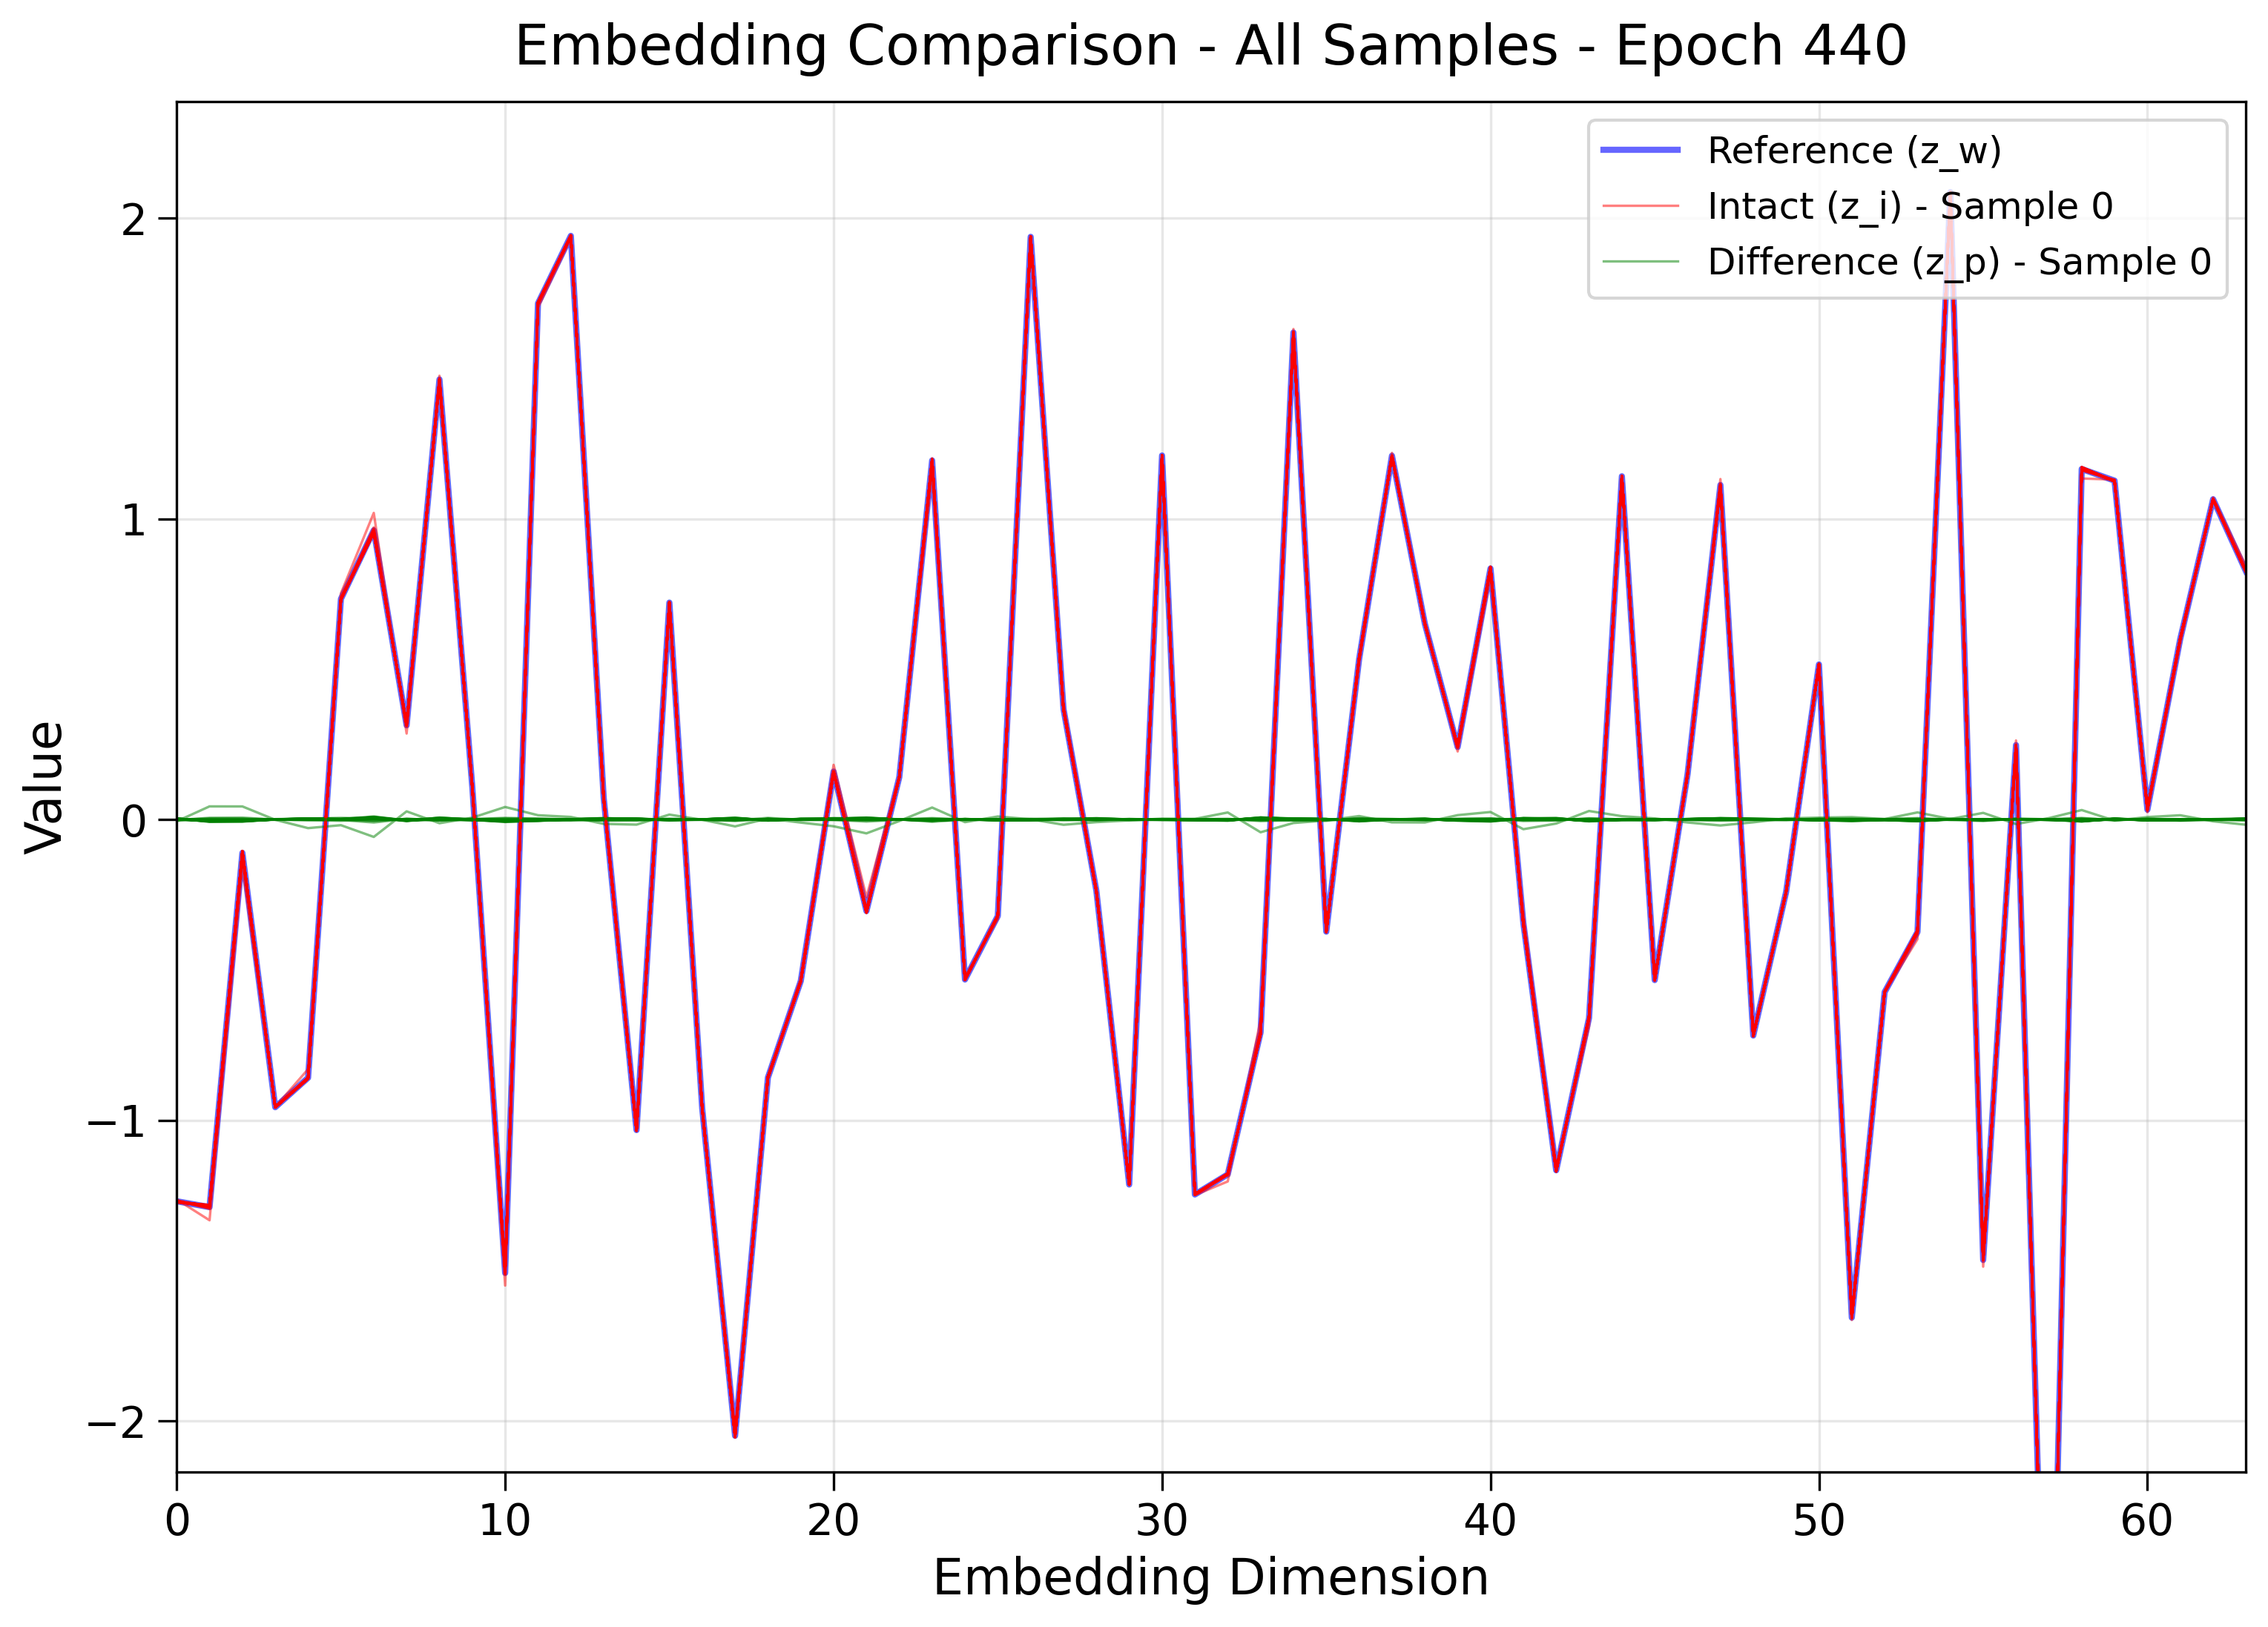 Embedding Comparison - All Samples - Epoch 440
Reference (z_w)
Intact (z_i) - Sample 0
Difference (z_p) - Sample 0
Value
2
1
0
−1
−2
0 10 20 30 40 50 60
Embedding Dimension